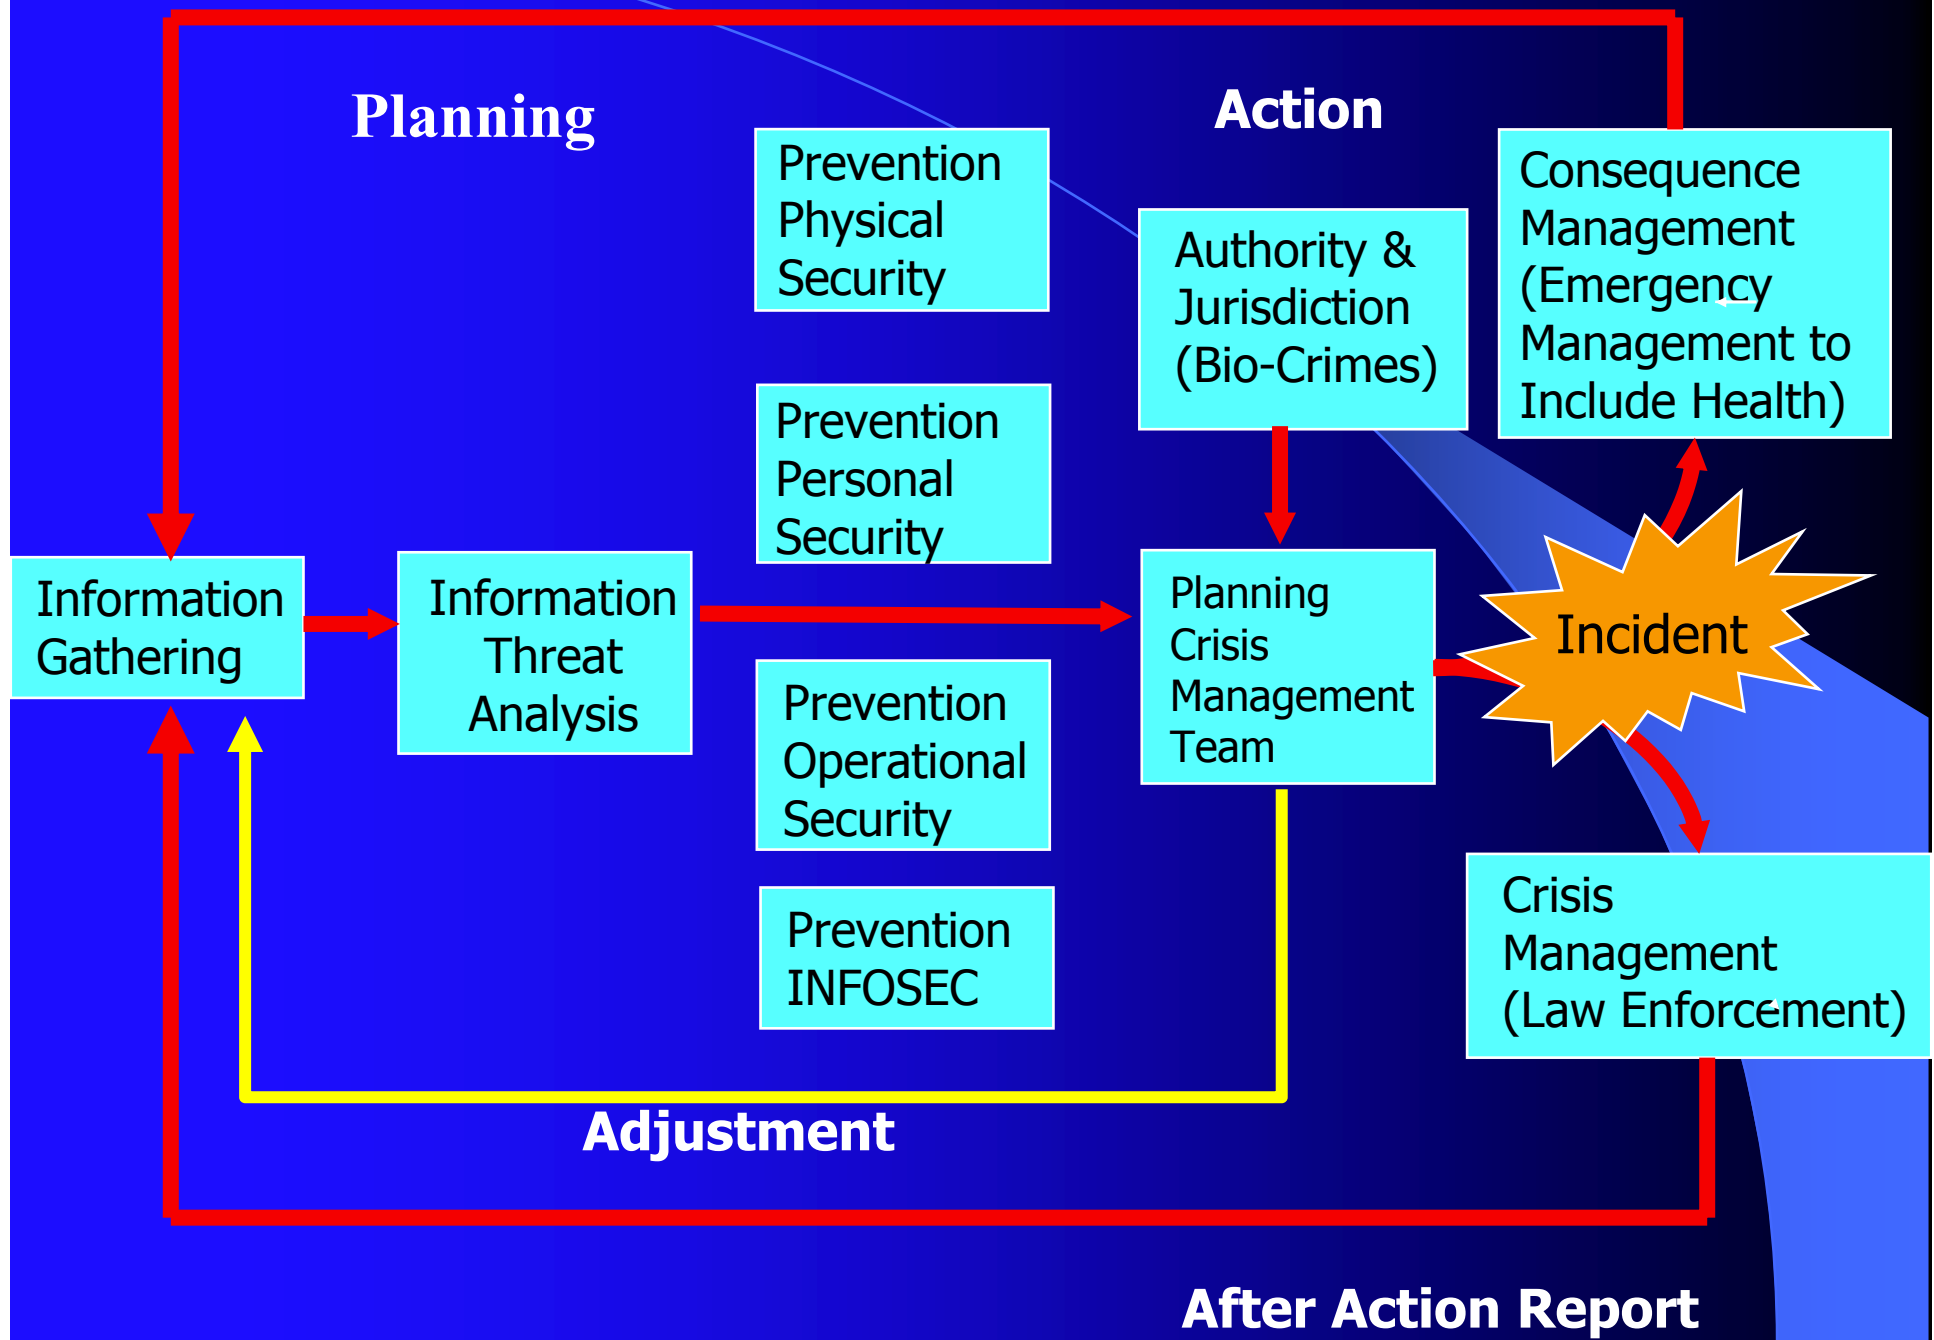 Planning
Action
Prevention
Physical
Security
Authority &
Jurisdiction
(Bio-Crimes)
Consequence
Management
(Emergency
Management to
Include Health)
Prevention
Personal
Security
Information
Gathering
Information
Threat
Analysis
Planning
Crisis
Management
Team
Incident
Prevention
Operational
Security
Prevention
INFOSEC
Crisis
Management
(Law Enforcement)
Adjustment
After Action Report